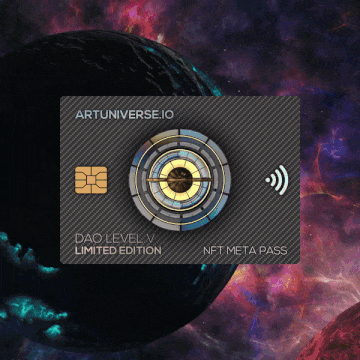 ARTUNIVERSE.IO
DAO LEVEL V
LIMITED EDITION
NFT META PASS